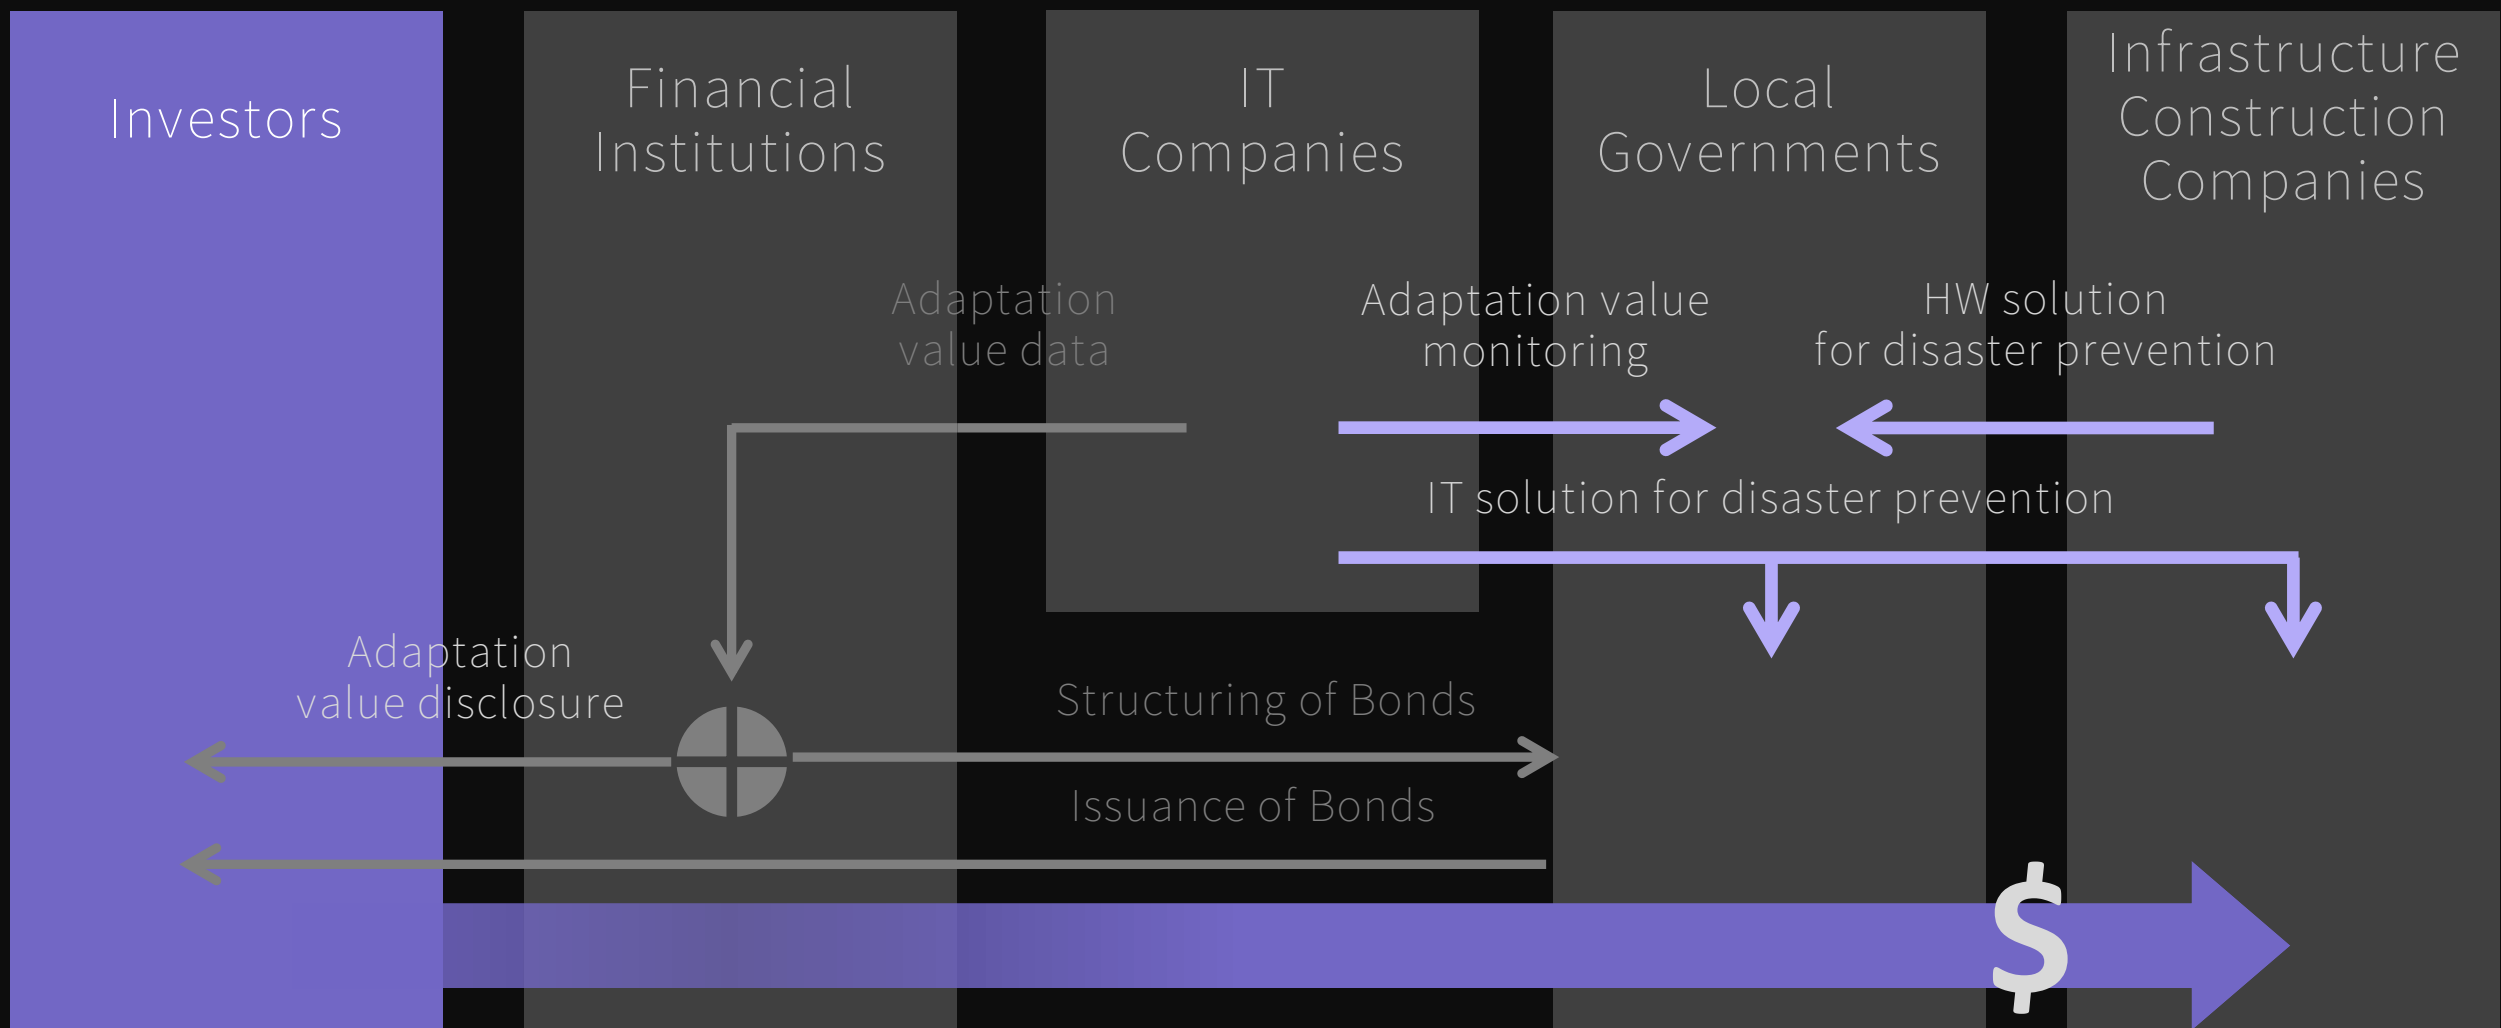 Investors
Financial
Institutions
IT
Companies
Local
Governments
Infrastructure
Construction
Companies
Adaptation
value data
Adaptation value
monitoring
HW solution
for disaster prevention
IT solution for disaster prevention
Adaptation
value disclosure
Structuring of Bonds
Issuance of Bonds
$